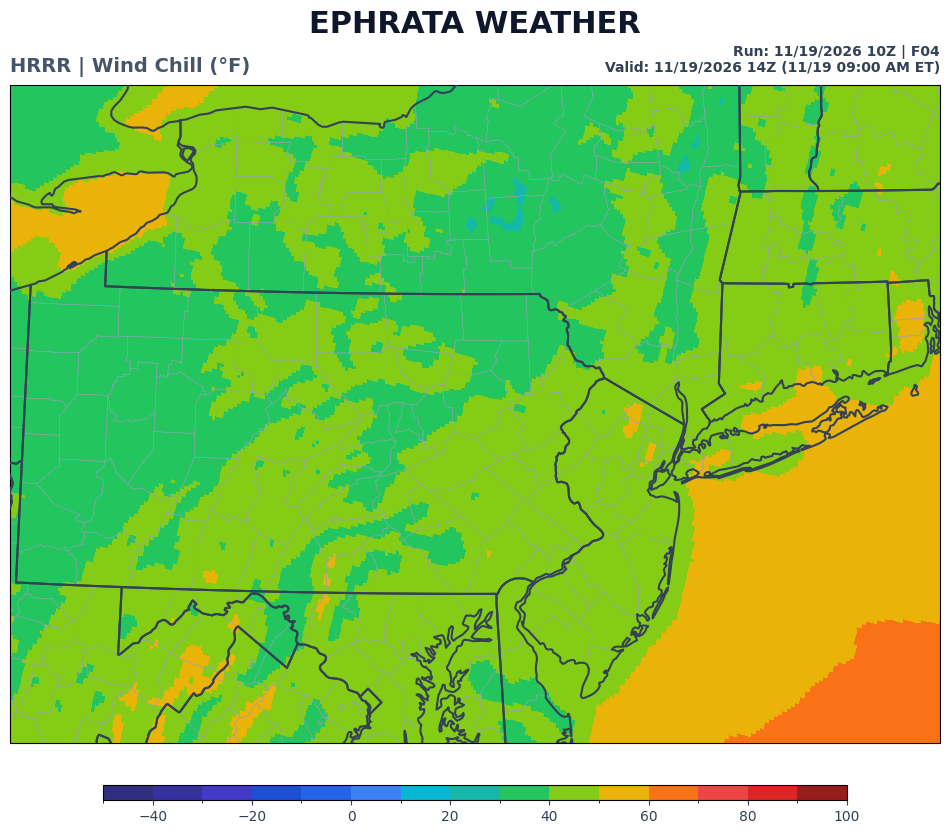 EPHRATA WEATHER
HRRR | Wind Chill (°F)
Run: 11/19/2026 10Z | F04
Valid: 11/19/2026 14Z (11/19 09:00 AM ET)
−40 −20 0 20 40 60 80 100